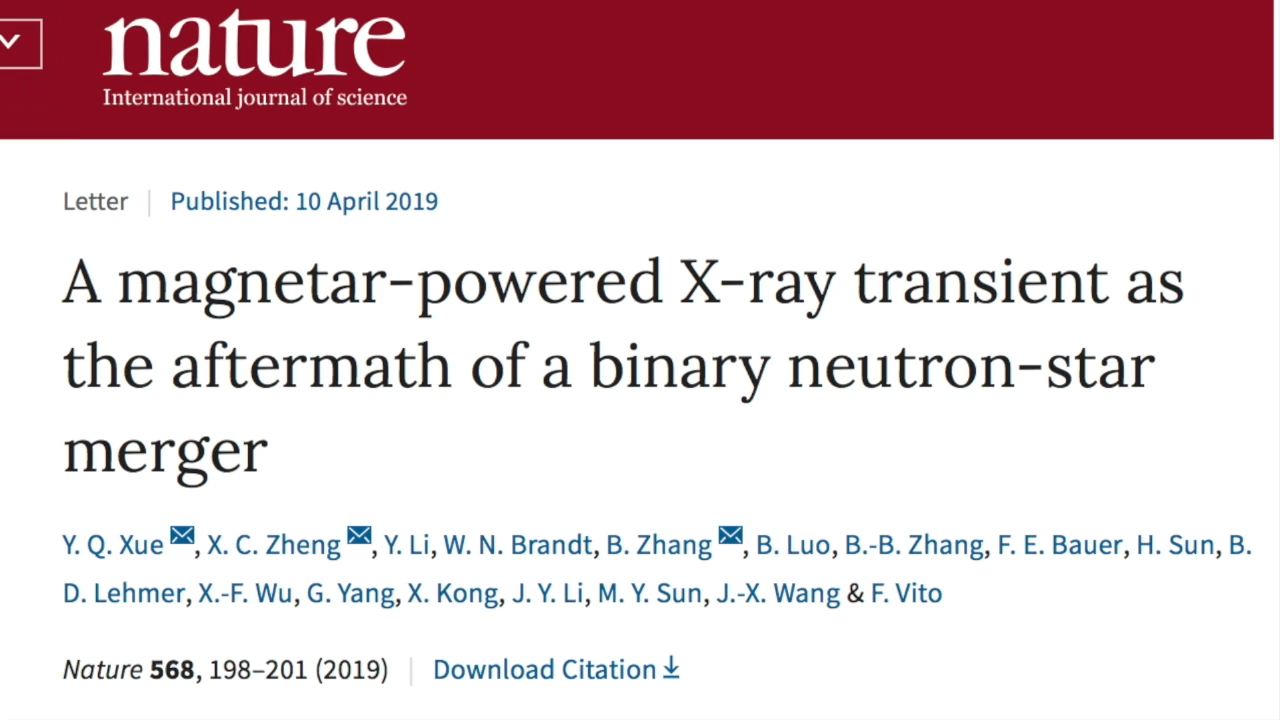 nature
International journal of science
Letter | Published: 10 April 2019
A magnetar-powered X-ray transient as
the aftermath of a binary neutron-star
merger
Y. Q. Xue, X. C. Zheng, Y. Li, W. N. Brandt, B. Zhang, B. Luo, B.-B. Zhang, F. E. Bauer, H. Sun, B.
D. Lehmer, X.-F. Wu, G. Yang, X. Kong, J. Y. Li, M. Y. Sun, J.-X. Wang & F. Vito
Nature 568, 198–201 (2019) | Download Citation